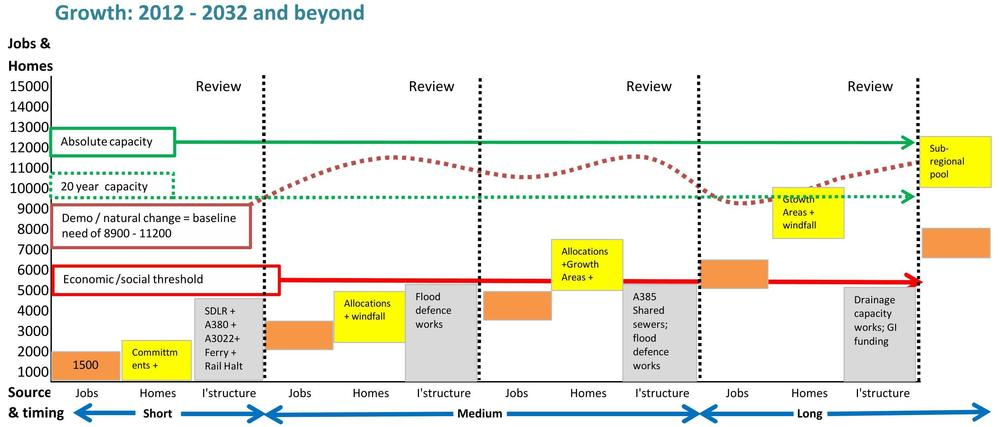 Growth: 2012 - 2032 and beyond
Jobs &
Homes
Review
Review
Review
Review
15000
14000
13000
12000
11000
10000
9000
8000
7000
6000
5000
4000
3000
2000
1000
Absolute capacity
20 year capacity
Demo / natural change = baseline
need of 8900 - 11200
Economic /social threshold
1500
Committm
ents +
SDLR +
A380 +
A3022+
Ferry +
Rail Halt
Allocations
+ windfall
Flood
defence
works
Allocations
+Growth
Areas +
A385
Shared
sewers;
flood
defence
works
Growth
Areas +
windfall
Drainage
capacity
works; GI
funding
Sub-
regional
pool
Source
& timing
Jobs
Homes
I'structure
Jobs
Homes
I'structure
Jobs
Homes
I'structure
Jobs
Homes
I'structure
Short
Medium
Long